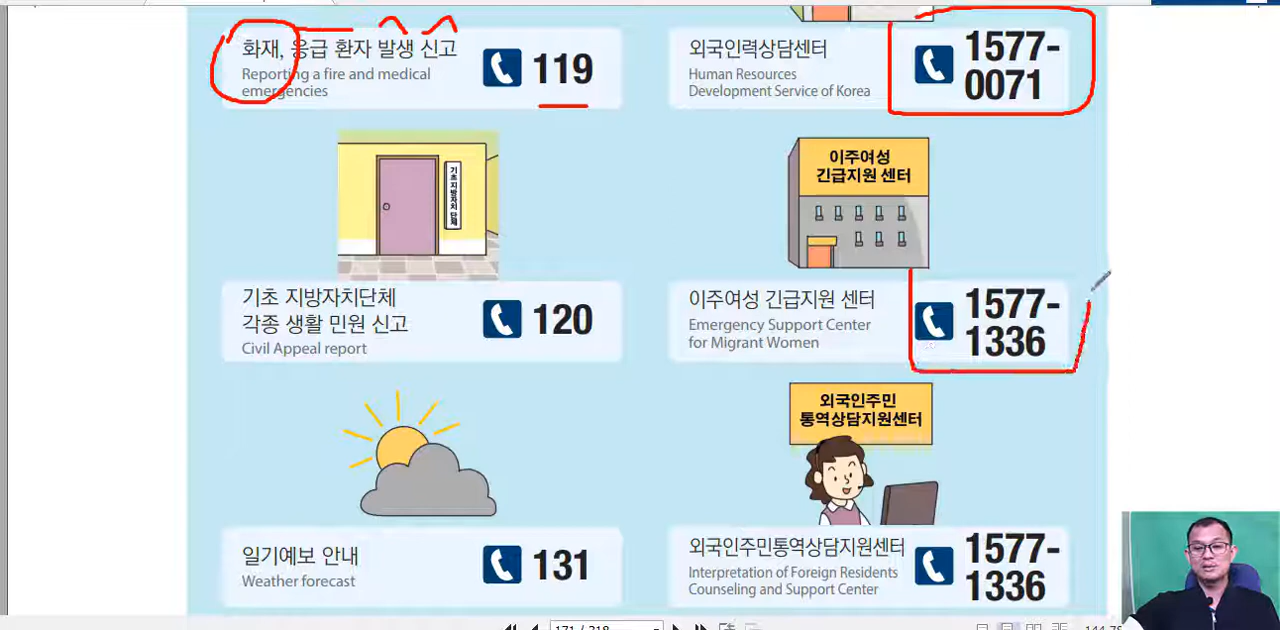 화재, 응급 환자 발생 신고
Reporting a fire and medical
emergencies
119
외국인력상담센터
Human Resources
Development Service of Korea
1577-
0071
기초지방자치단체
기초 지방자치단체
각종 생활 민원 신고
Civil Appeal report
120
이주여성
긴급지원 센터
이주여성 긴급지원 센터
Emergency Support Center
for Migrant Women
1577-
1336
일기예보 안내
Weather forecast
131
외국인주민
통역상담지원센터
외국인주민통역상담지원센터
Interpretation of Foreign Residents
Counseling and Support Center
1577-
1336
171 / 218